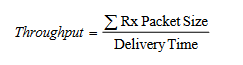 Throughput = ∑ Rx Packet Size / Delivery Time